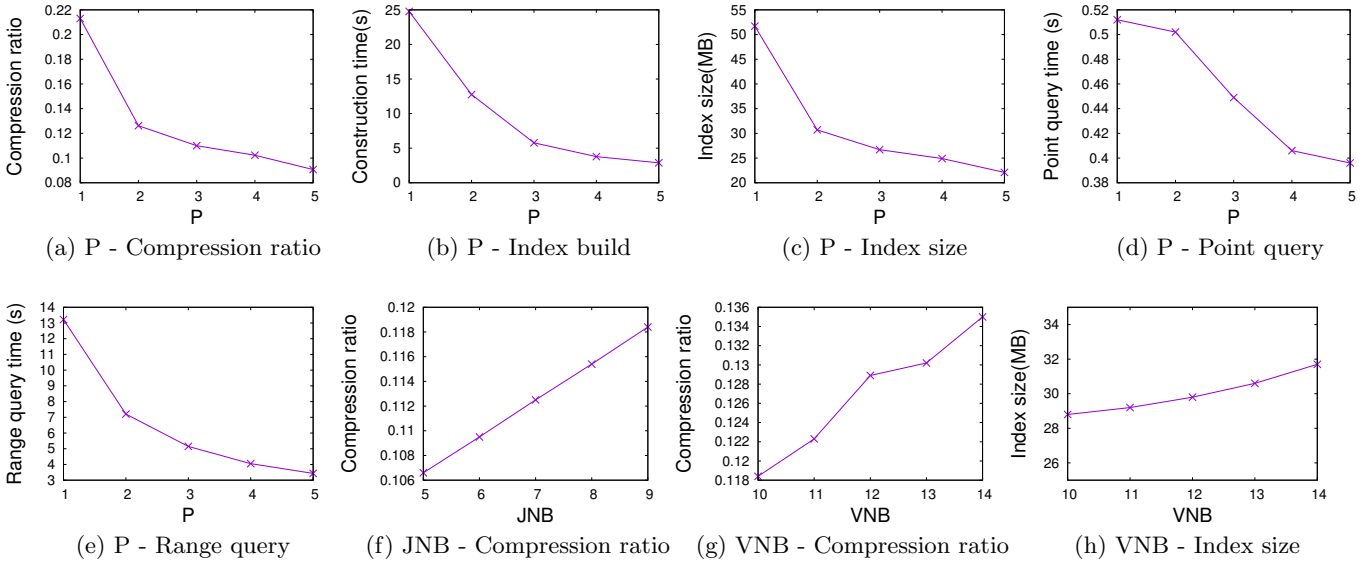 Compression ratio
0.22
0.2
0.18
0.16
0.14
0.12
0.1
0.08
1 2 3 4 5
P
(a) P - Compression ratio
Construction time(s)
25
20
15
10
5
0
1 2 3 4 5
P
(b) P - Index build
Index size(MB)
55
50
45
40
35
30
25
20
1 2 3 4 5
P
(c) P - Index size
Point query time (s)
0.52
0.5
0.48
0.46
0.44
0.42
0.4
0.38
1 2 3 4 5
P
(d) P - Point query
Range query time (s)
14
13
12
11
10
9
8
7
6
5
4
3
1 2 3 4 5
P
(e) P - Range query
Compression ratio
0.12
0.118
0.116
0.114
0.112
0.11
0.108
0.106
5 6 7 8 9
JNB
(f) JNB - Compression ratio
Compression ratio
0.136
0.134
0.132
0.13
0.128
0.126
0.124
0.122
0.12
0.118
10 11 12 13 14
VNB
(g) VNB - Compression ratio
Index size(MB)
34
32
30
28
26
10 11 12 13 14
VNB
(h) VNB - Index size